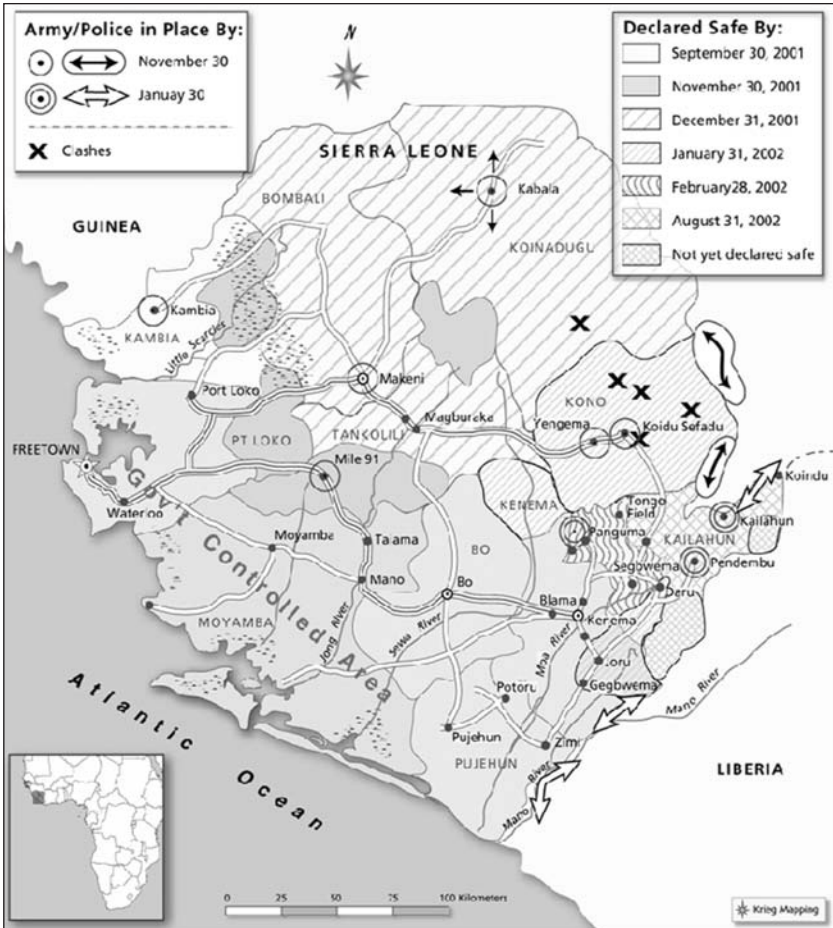 Army/Police in Place By:
November 30
Januay 30
Clashes
N
Declared Safe By:
September 30, 2001
November 30, 2001
December 31, 2001
January 31, 2002
February28, 2002
August 31, 2002
Not yet declared safe
SIERRA LEONE
GUINEA
BOMBALI
Kabala
KOINADUGU
Kambia
KAMBIA
Little Scarcies
Port Loko
Makeni
PT LOKO
TANKOLILI
Magburaka
KONO
Yengema
Koidu Sefadu
FREETOWN
Mile 91
Waterloo
KENEMA
Tongo
Field
Koindu
Kailahun
Panguma
KAILAHUN
Pendembu
Gov't Controlled Area
Moyamba
Taiama
BO
Segbwema
Daru
Mano
Bo
Blama
Kenema
MOYAMBA
Jong River
Sewa River
Moa River
Joru
Gegbwema
Potoru
Mano River
Pujehun
Zimi
PUJEHUN
Mano River
LIBERIA
Atlantic Ocean
0 25 50 75 100 Kilometers
Krieg Mapping